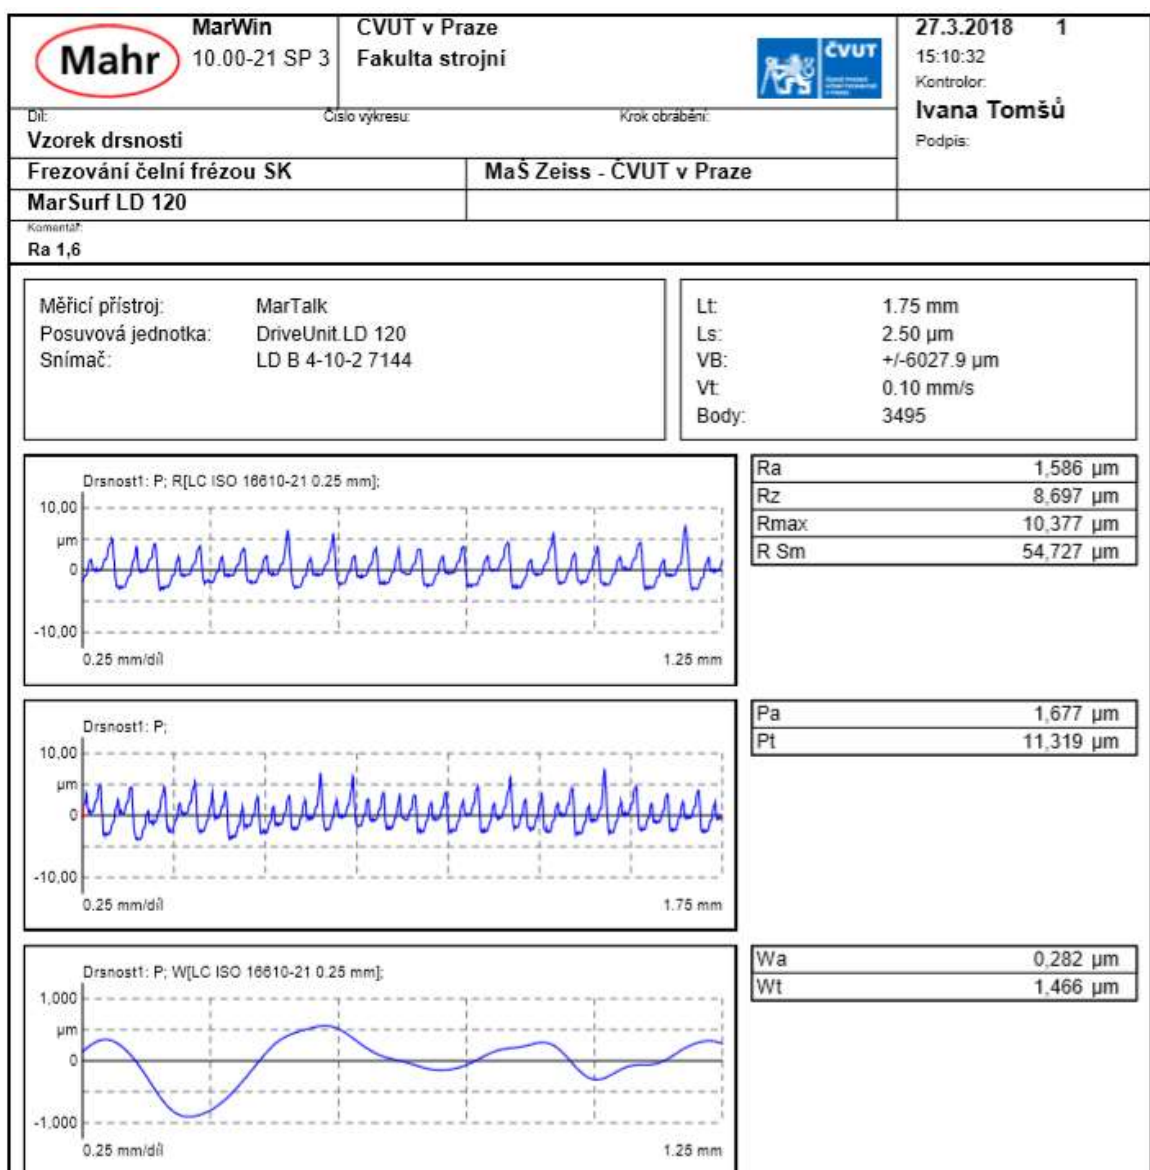 Mahr
MarWin
10.00-21 SP 3
CVUT v Praze
Fakulta strojní
ČVUT
27.3.2018 1
15:10:32
Kontrolor:
Ivana Tomšů
Podpis:
Díl: Číslo výkresu: Krok obrábění:
Vzorek drsnosti
Frezování čelní frézou SK MaŠ Zeiss - ČVUT v Praze
MarSurf LD 120
Komentář:
Ra 1,6
Měřicí přístroj: MarTalk
Posuvová jednotka: DriveUnit.LD 120
Snímač: LD B 4-10-2 7144
Lt: 1.75 mm
Ls: 2.50 µm
VB: +/-6027.9 µm
Vt: 0.10 mm/s
Body: 3495
Drsnost1: P; R[LC ISO 16610-21 0.25 mm];
10,00
µm
0
-10,00
0.25 mm/díl 1.25 mm
Ra 1,586 µm
Rz 8,697 µm
Rmax 10,377 µm
R Sm 54,727 µm
Drsnost1: P;
10,00
µm
0
-10,00
0.25 mm/díl 1.75 mm
Pa 1,677 µm
Pt 11,319 µm
Drsnost1: P; W[LC ISO 16610-21 0.25 mm];
1,000
µm
0
-1,000
0.25 mm/díl 1.25 mm
Wa 0,282 µm
Wt 1,466 µm